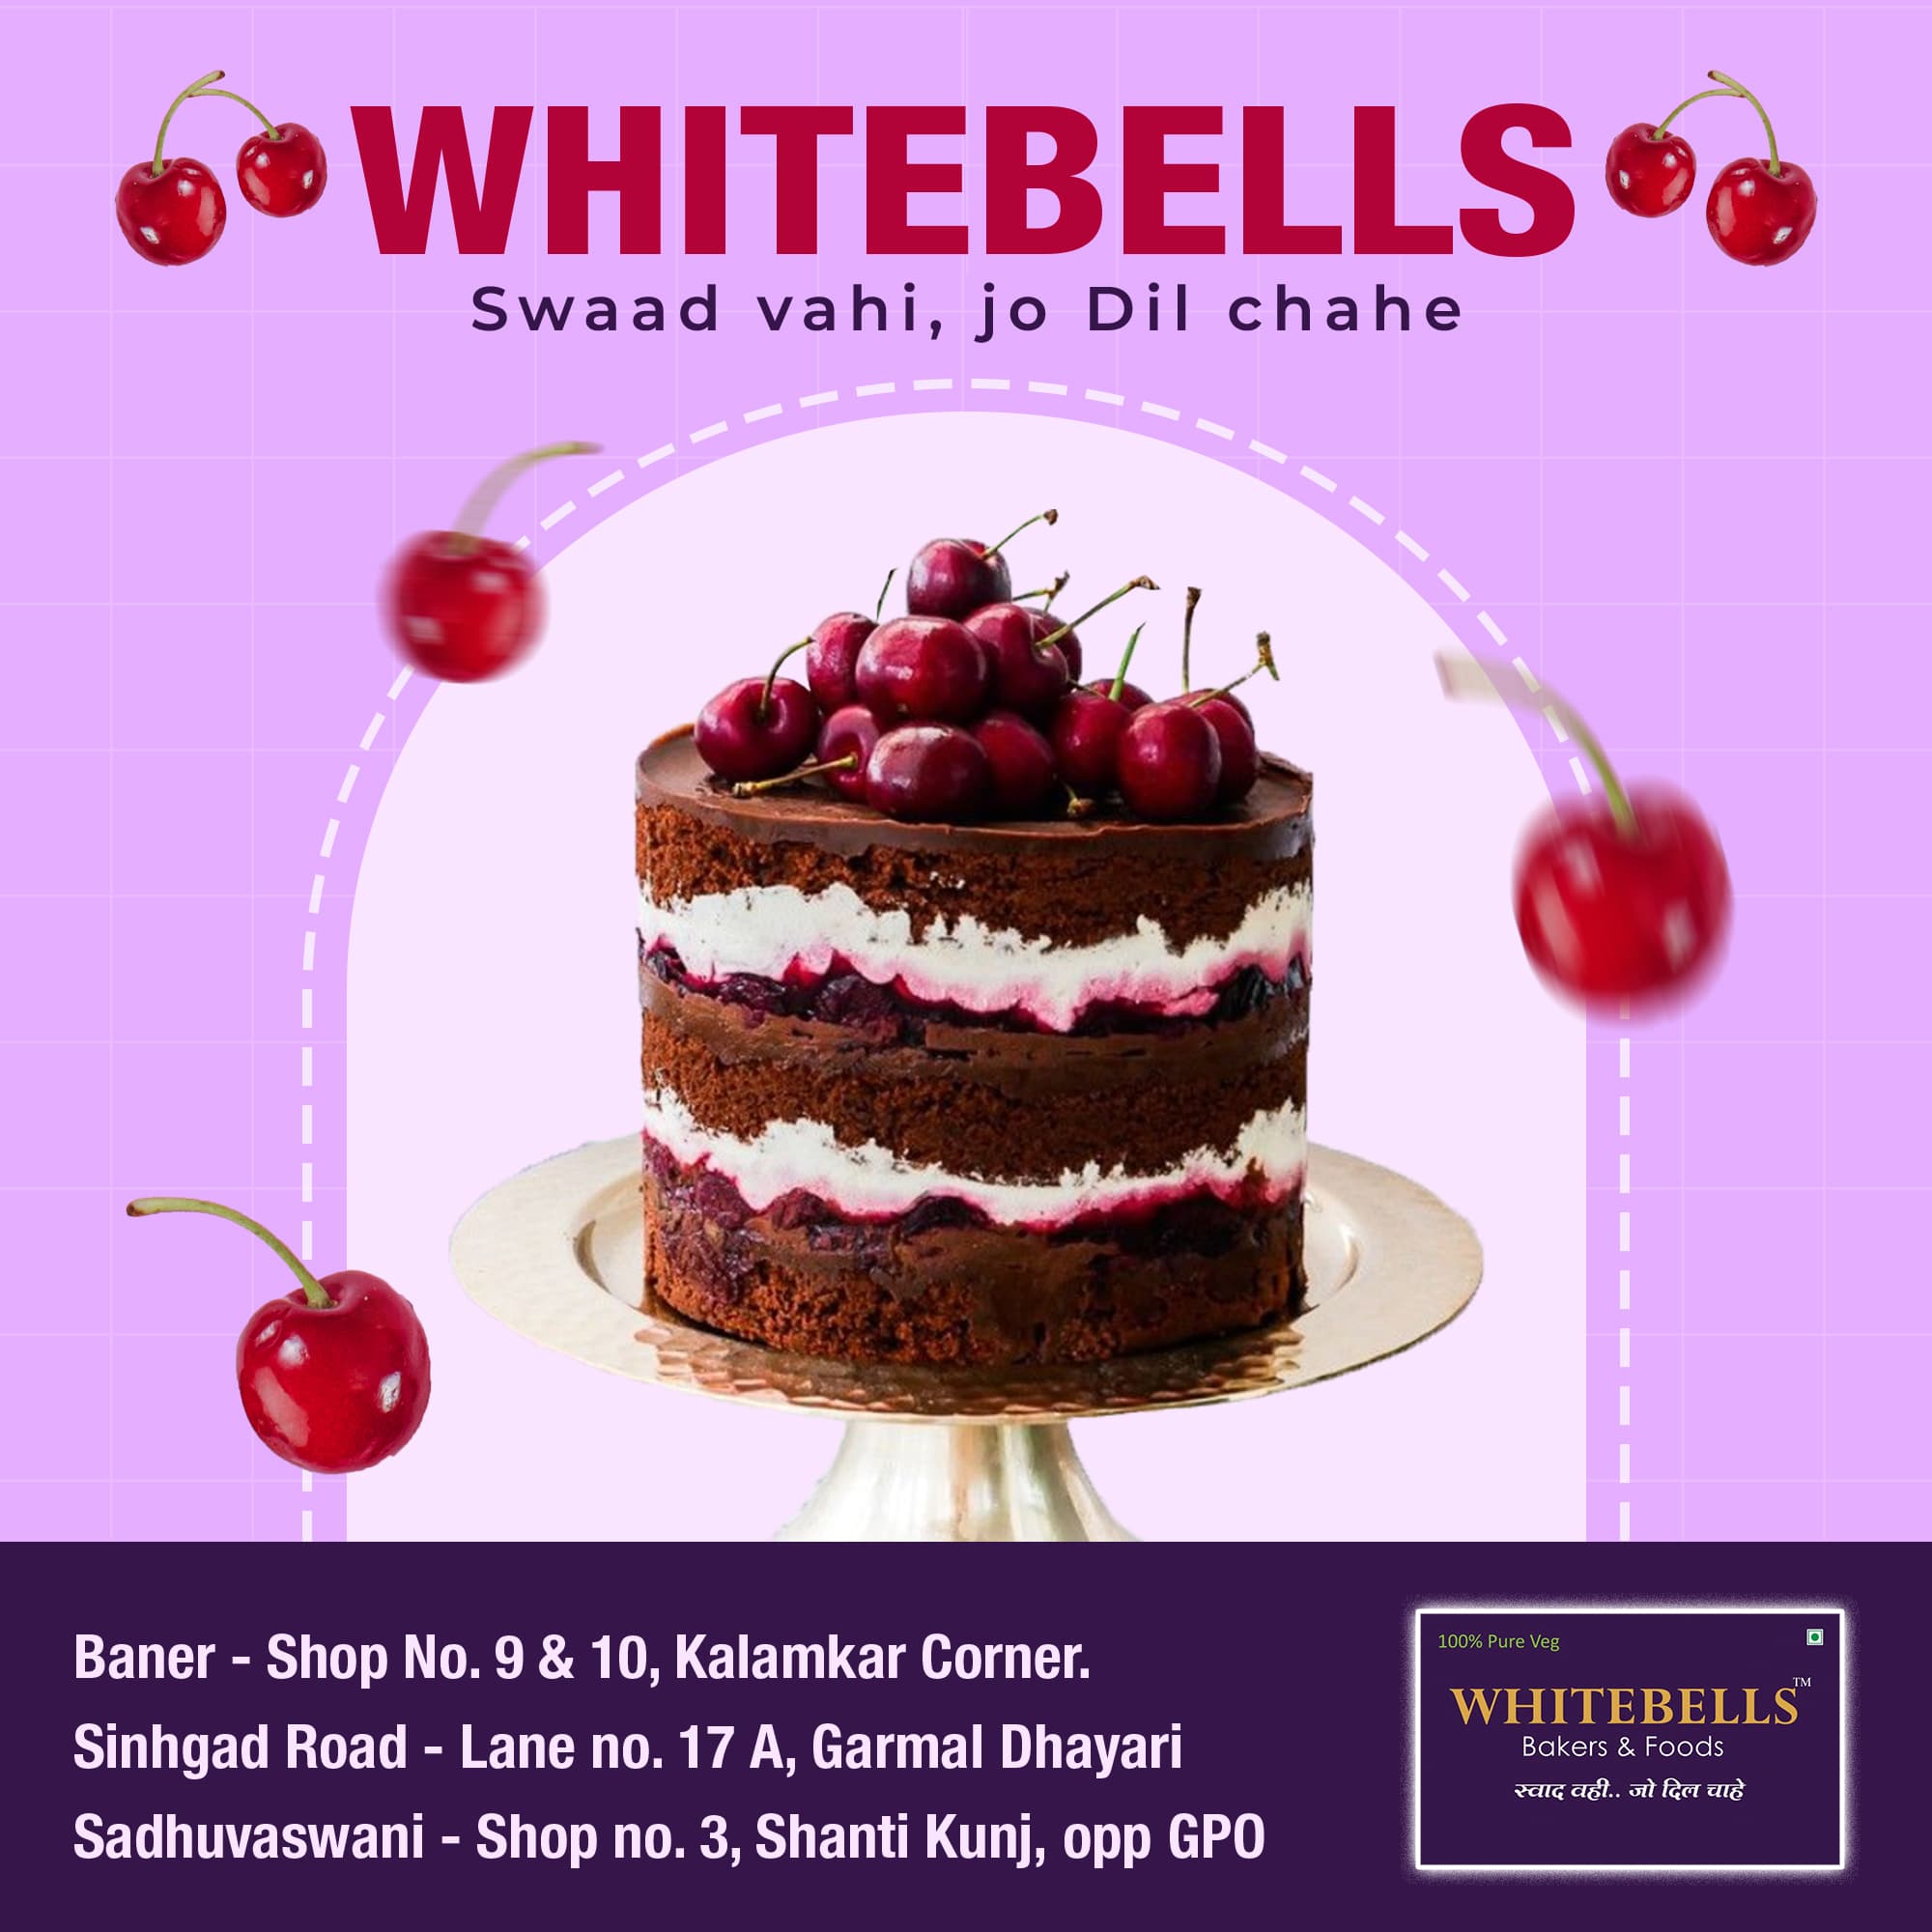 WHITEBELLS
Swaad vahi, jo Dil chahe
Baner - Shop No. 9 & 10, Kalamkar Corner.
Sinhgad Road - Lane no. 17 A, Garmal Dhayari
Sadhuvaswani - Shop no. 3, Shanti Kunj, opp GPO
100% Pure Veg
WHITEBELLS™
Bakers & Foods
स्वाद वही.. जो दिल चाहे